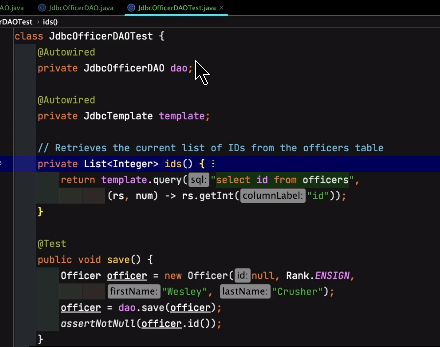 AO.java JdbcOfficerDAO.java JdbcOfficerDAOTest.java ×
DAOTest › ids()
class JdbcOfficerDAOTest {
@Autowired
private JdbcOfficerDAO dao;
@Autowired
private JdbcTemplate template;
// Retrieves the current list of IDs from the officers table
private List<Integer> ids() {
return template.query( sql: "select id from officers",
(rs, num) -> rs.getInt( columnLabel: "id"));
}
@Test
public void save() {
Officer officer = new Officer( id: null, Rank.ENSIGN,
firstName: "Wesley", lastName: "Crusher");
officer = dao.save(officer);
assertNotNull(officer.id());
}